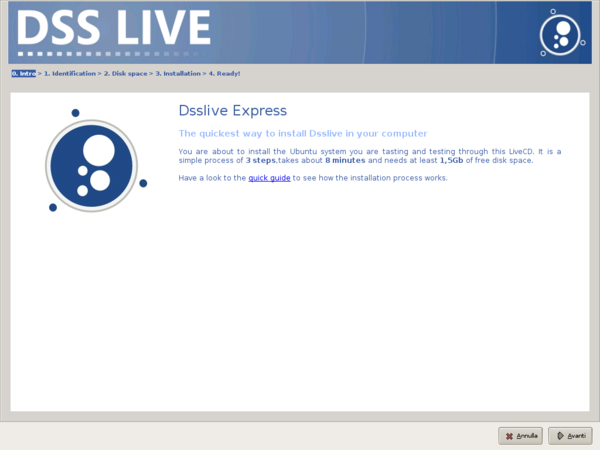 DSS LIVE
0. Intro > 1. Identification > 2. Disk space > 3. Installation > 4. Ready!
Dsslive Express
The quickest way to install Dsslive in your computer
You are about to install the Ubuntu system you are tasting and testing through this LiveCD. It is a
simple process of 3 steps,takes about 8 minutes and needs at least 1,5Gb of free disk space.
Have a look to the quick guide to see how the installation process works.
Annulla
Avanti